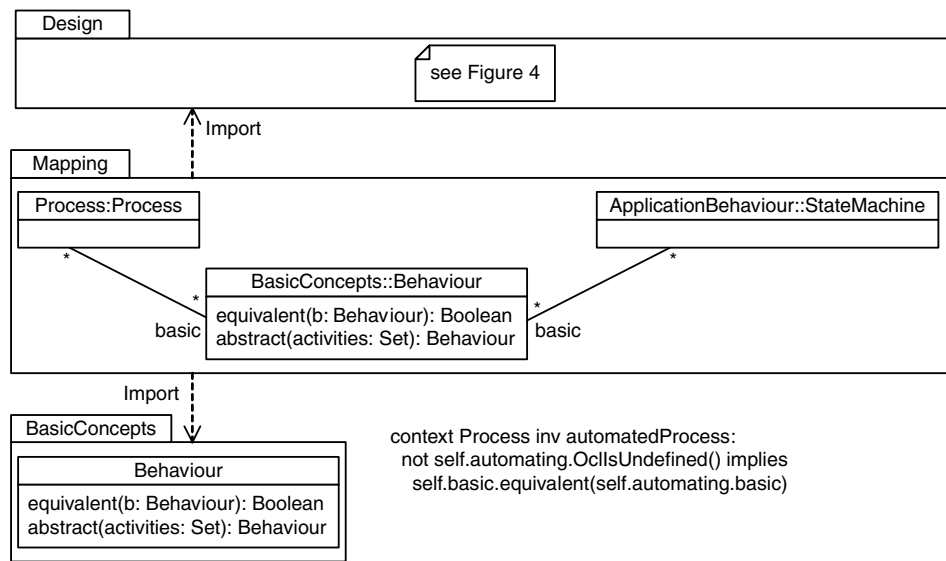 Design
see Figure 4
Import
Mapping
Process:Process
ApplicationBehaviour::StateMachine
*
*
BasicConcepts::Behaviour
*
*
equivalent(b: Behaviour): Boolean
abstract(activities: Set): Behaviour
basic
basic
Import
BasicConcepts
Behaviour
equivalent(b: Behaviour): Boolean
abstract(activities: Set): Behaviour
context Process inv automatedProcess:
not self.automating.OclIsUndefined() implies
self.basic.equivalent(self.automating.basic)